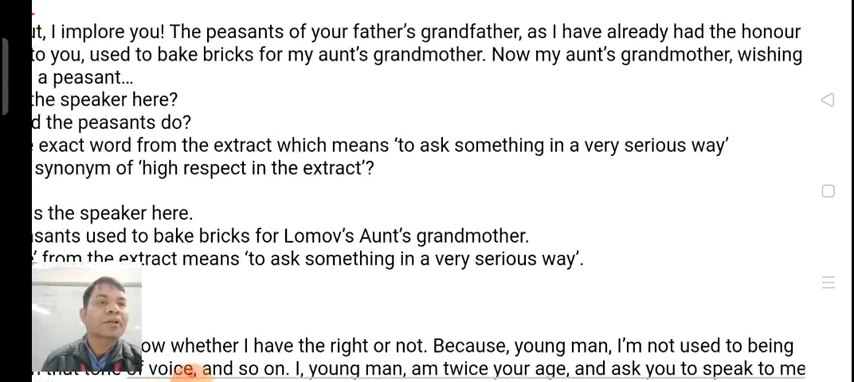 I implore you! The peasants of your father's grandfather, as I have already had the honour
to you, used to bake bricks for my aunt's grandmother. Now my aunt's grandmother, wishing
a peasant...
the speaker here?
the peasants do?
exact word from the extract which means 'to ask something in a very serious way'
synonym of 'high respect in the extract'?
the speaker here.
used to bake bricks for Lomov's Aunt's grandmother.
from the extract means 'to ask something in a very serious way'.
whether I have the right or not. Because, young man, I'm not used to being
voice, and so on. I, young man, am twice your age, and ask you to speak to me